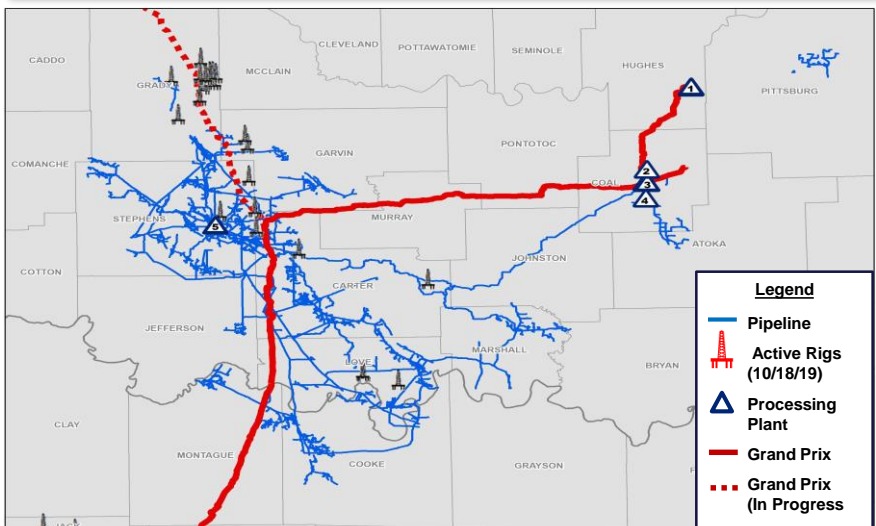 CLEVELAND
POTTAWATOMIE
SEMINOLE
CADDO
HUGHES
MCCLAIN
GRADY
PITTSBURG
1
PONTOTOC
GARVIN
COMANCHE
2
COAL
3
4
STEPHENS
MURRAY
5
ATOKA
JOHNSTON
COTTON
CARTER
JEFFERSON
MARSHALL
LOVE
BRYAN
CLAY
MONTAGUE
COOKE
GRAYSON
Legend
Pipeline
Active Rigs
(10/18/19)
Processing
Plant
Grand Prix
Grand Prix
(In Progress